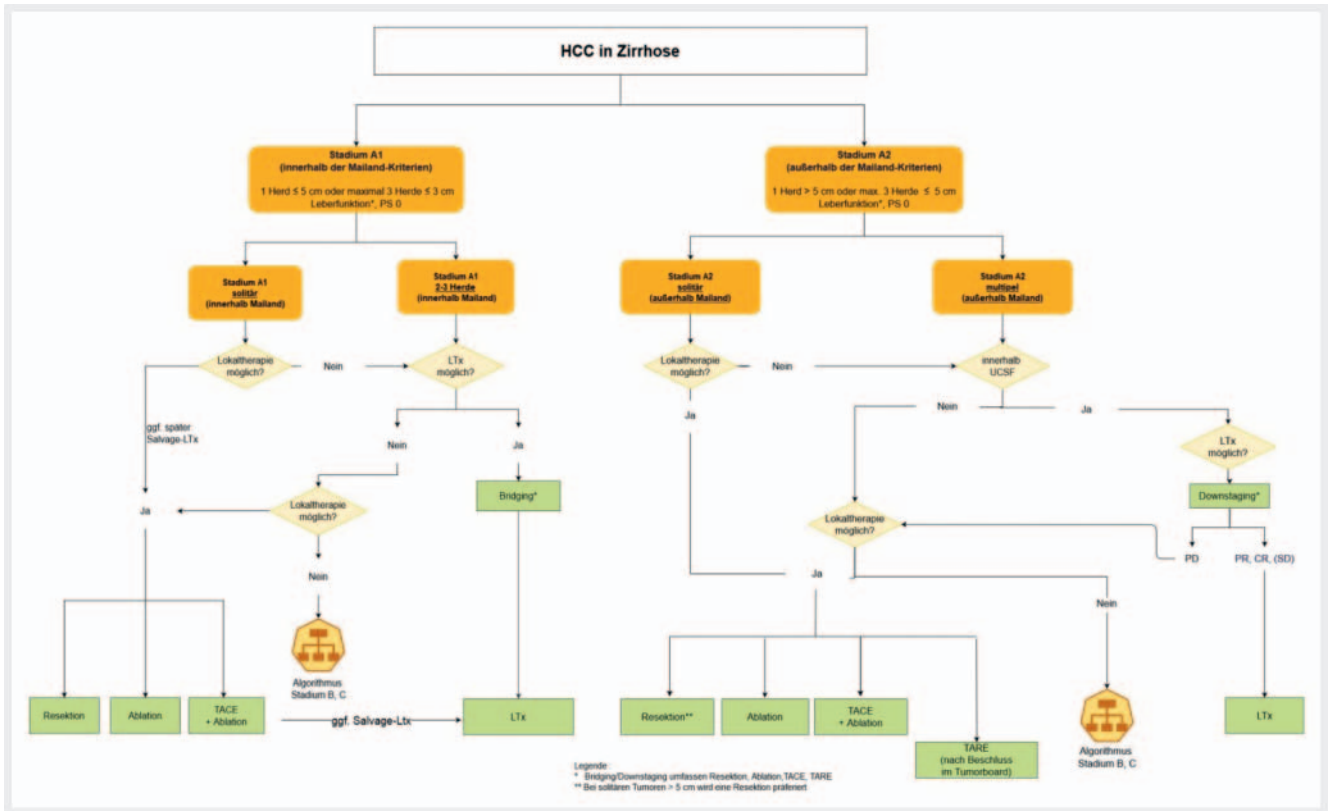 HCC in Zirrhose
Stadium A1
(innerhalb der Mailand-Kriterien)
1 Herd ≤ 5 cm oder maximal 3 Herde ≤ 3 cm
Leberfunktion*, PS 0
Stadium A2
(außerhalb der Mailand-Kriterien)
1 Herd > 5 cm oder max. 3 Herde ≤ 5 cm
Leberfunktion*, PS 0
Stadium A1
solitär
(innerhalb Mailand)
Stadium A1
2-3 Herde
(innerhalb Mailand)
Stadium A2
solitär
(außerhalb Mailand)
Stadium A2
multipel
(außerhalb Mailand)
Lokaltherapie
möglich?
Nein
LTx
möglich?
Lokaltherapie
möglich?
Nein
innerhalb
UCSF
ggf. später
Salvage-LTx
Nein
Ja
Ja
Nein
Ja
LTx
möglich?
Ja
Lokaltherapie
möglich?
Bridging*
Lokaltherapie
möglich?
Downstaging*
PD
PR, CR, (SD)
Nein
Ja
Nein
Algorithmus
Stadium B, C
Resektion
Ablation
TACE
+ Ablation
ggf. Salvage-Ltx
LTx
Resektion**
Ablation
TACE
+ Ablation
TARE
(nach Beschluss
im Tumorboard)
Algorithmus
Stadium B, C
LTx
Legende :
* Bridging/Downstaging umfassen Resektion, Ablation,TACE, TARE
** Bei solitären Tumoren > 5 cm wird eine Resektion präferiert